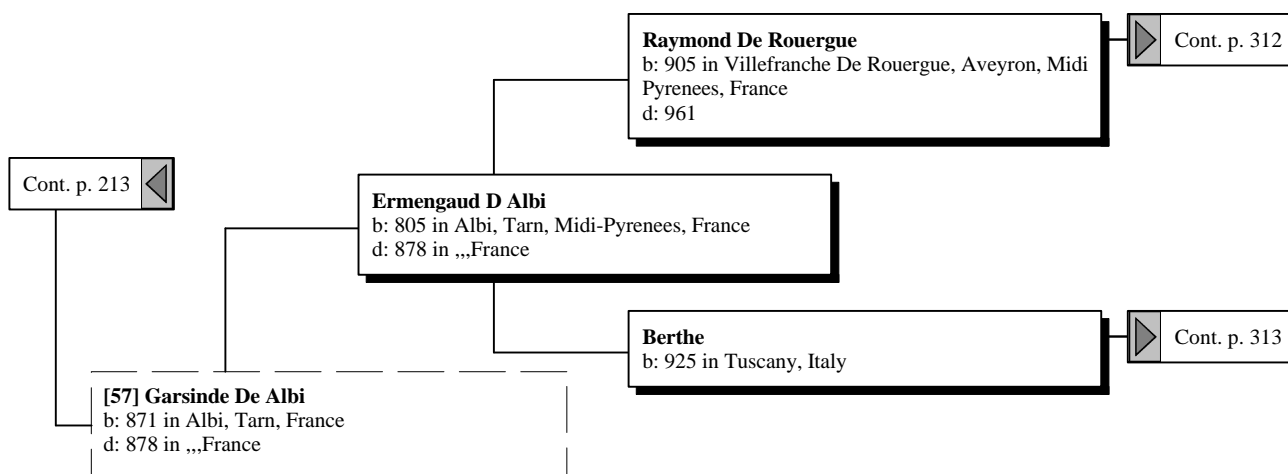 Raymond De Rouergue
b: 905 in Villefranche De Rouergue, Aveyron, Midi
Pyrenees, France
d: 961
Cont. p. 312
Cont. p. 213
Ermengaud D Albi
b: 805 in Albi, Tarn, Midi-Pyrenees, France
d: 878 in ,,,France
Berthe
b: 925 in Tuscany, Italy
Cont. p. 313
[57] Garsinde De Albi
b: 871 in Albi, Tarn, France
d: 878 in ,,,France